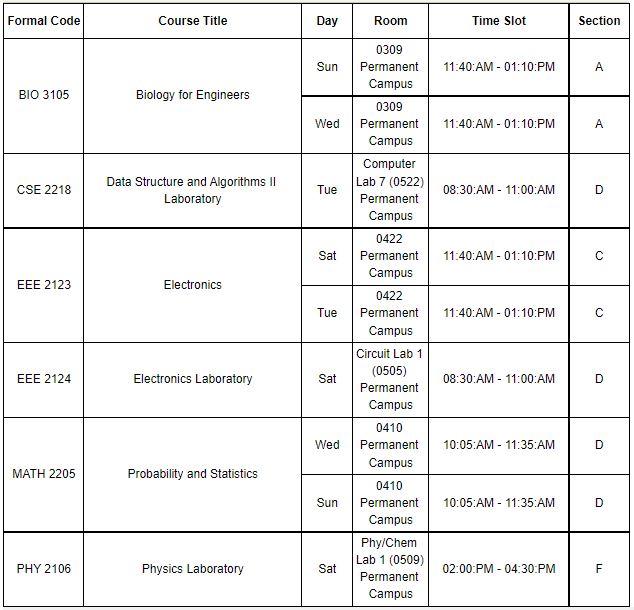 Formal Code Course Title Day Room Time Slot Section
BIO 3105 Biology for Engineers
Sun
0309
Permanent
Campus
11:40:AM - 01:10:PM A
Wed
0309
Permanent
Campus
11:40:AM - 01:10:PM A
CSE 2218
Data Structure and Algorithms II
Laboratory
Tue
Computer
Lab 7 (0522)
Permanent
Campus
08:30:AM - 11:00:AM D
EEE 2123 Electronics
Sat
0422
Permanent
Campus
11:40:AM - 01:10:PM C
Tue
0422
Permanent
Campus
11:40:AM - 01:10:PM C
EEE 2124 Electronics Laboratory Sat
Circuit Lab 1
(0505)
Permanent
Campus
08:30:AM - 11:00:AM D
MATH 2205 Probability and Statistics
Wed
0410
Permanent
Campus
10:05:AM - 11:35:AM D
Sun
0410
Permanent
Campus
10:05:AM - 11:35:AM D
PHY 2106 Physics Laboratory Sat
Phy/Chem
Lab 1 (0509)
Permanent
Campus
02:00:PM - 04:30:PM F